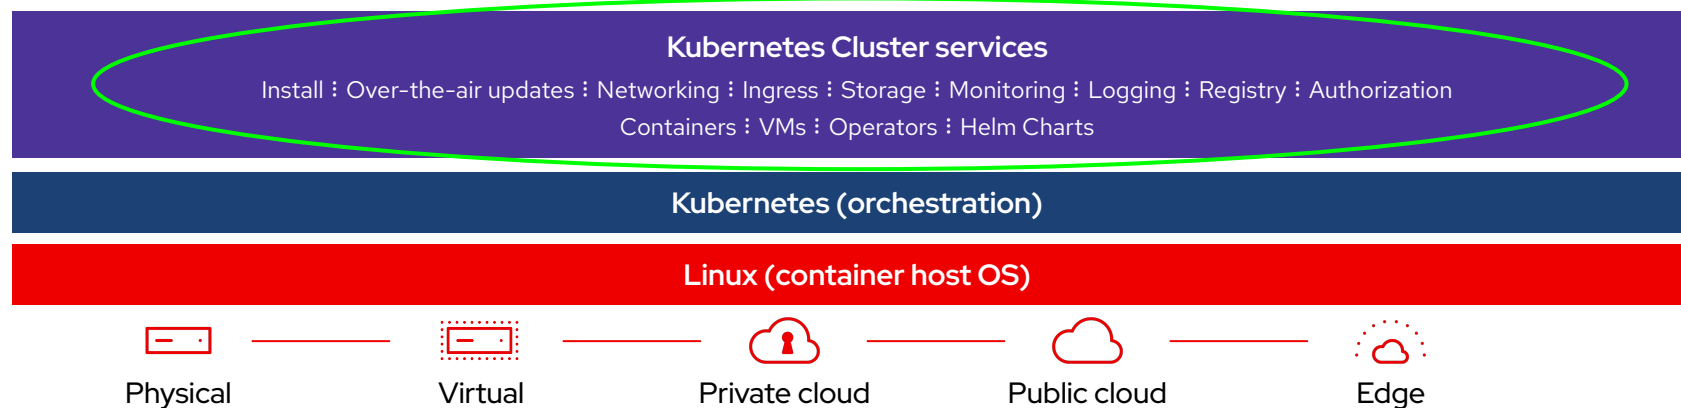 Kubernetes Cluster services
Install ⋮ Over-the-air updates ⋮ Networking ⋮ Ingress ⋮ Storage ⋮ Monitoring ⋮ Logging ⋮ Registry ⋮ Authorization
Containers ⋮ VMs ⋮ Operators ⋮ Helm Charts
Kubernetes (orchestration)
Linux (container host OS)
Physical Virtual Private cloud Public cloud Edge